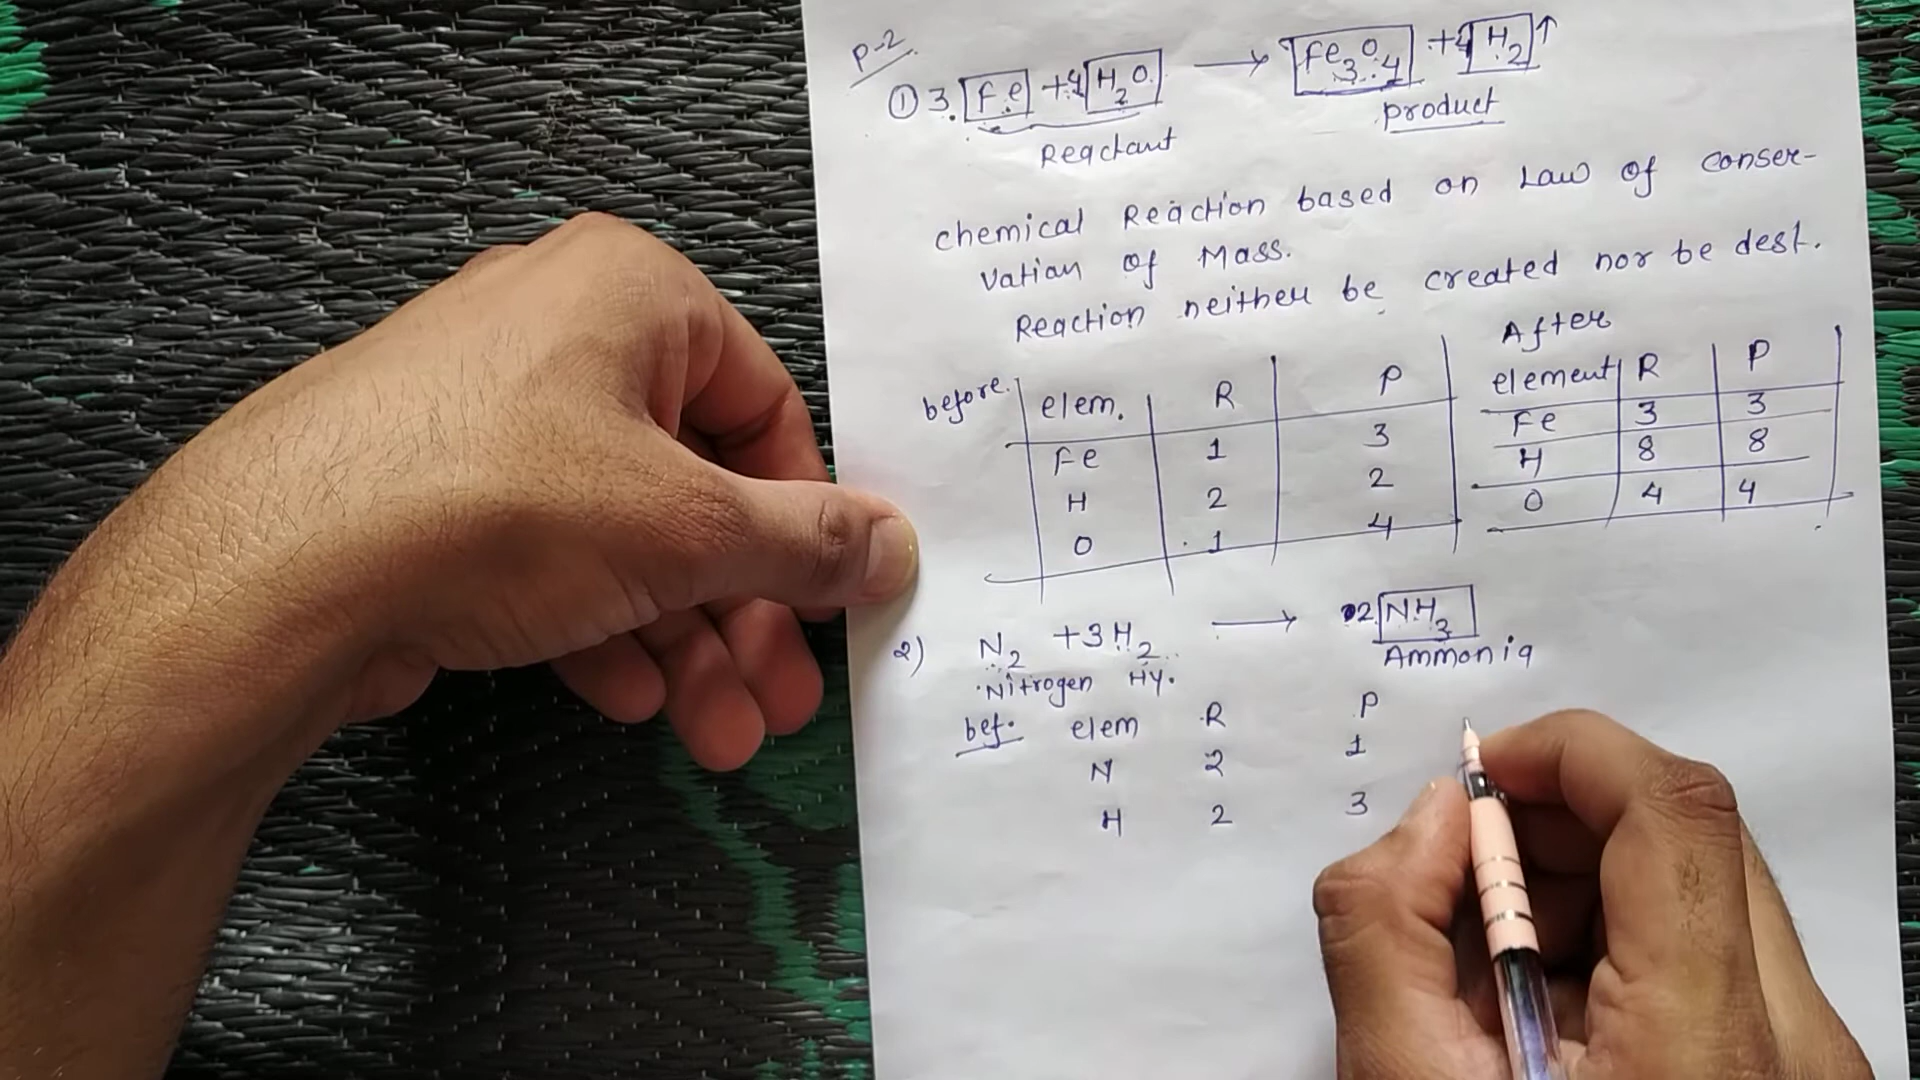 P-2
① 3 Fe + 4 H2O → Fe3O4 + 4 H2 ↑
Reactant product
chemical Reaction based on Law of conser-
vation of Mass.
Reaction neither be created nor be dest.
before. After
elem. R P element R P
Fe 1 3 Fe 3 3
H 2 2 H 8 8
O 1 4 O 4 4
2) N2 + 3H2 → 2 NH3
Nitrogen Hy. Ammonia
bef. elem R P
N 2 1
H 2 3